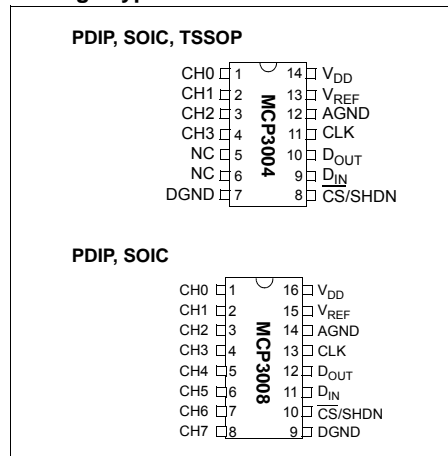 PDIP, SOIC, TSSOP
CH0 1 14 VDD
CH1 2 13 VREF
CH2 3 12 AGND
CH3 4 11 CLK
NC 5 10 DOUT
NC 6 9 DIN
DGND 7 8 CS/SHDN
MCP3004
PDIP, SOIC
CH0 1 16 VDD
CH1 2 15 VREF
CH2 3 14 AGND
CH3 4 13 CLK
CH4 5 12 DOUT
CH5 6 11 DIN
CH6 7 10 CS/SHDN
CH7 8 9 DGND
MCP3008